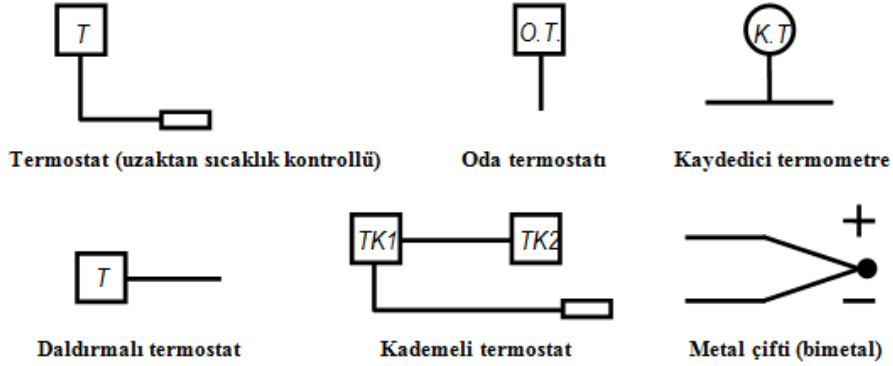 T
O.T.
K.T
Termostat (uzaktan sıcaklık kontrollü)
Oda termostatı
Kaydedici termometre
T
TK1
TK2
+
−
Daldırmalı termostat
Kademeli termostat
Metal çifti (bimetal)